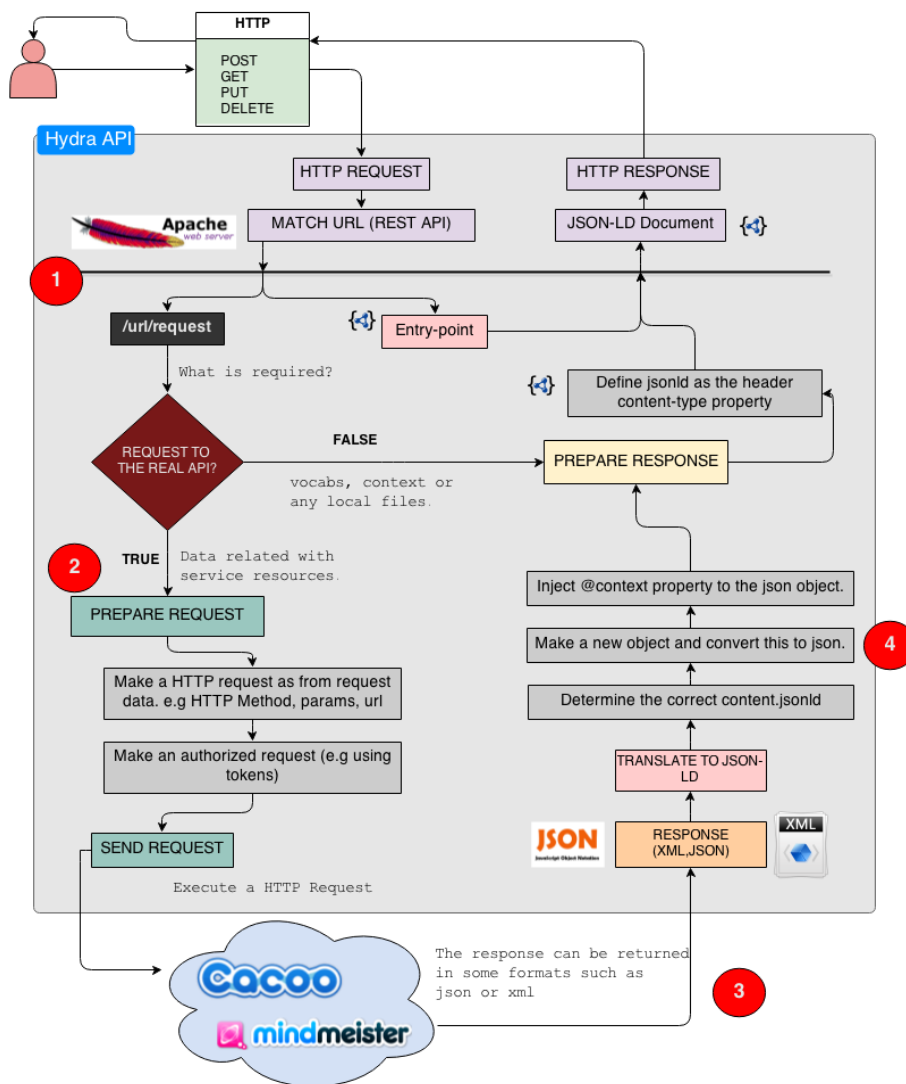 HTTP
POST
GET
PUT
DELETE
Hydra API
HTTP REQUEST
HTTP RESPONSE
Apache
web server
MATCH URL (REST API)
JSON-LD Document
1
/url/request
Entry-point
What is required?
Define jsonld as the header
content-type property
REQUEST TO
THE REAL API?
FALSE
PREPARE RESPONSE
vocabs, context or
any local files.
TRUE
Data related with
service resources.
2
PREPARE REQUEST
Inject @context property to the json object.
Make a new object and convert this to json.
4
Make a HTTP request as from request
data. e.g HTTP Method, params, url
Determine the correct content.jsonld
Make an authorized request (e.g using
tokens)
TRANSLATE TO JSON-
LD
SEND REQUEST
JSON
JavaScript Object Notation
RESPONSE
(XML,JSON)
XML
Execute a HTTP Request
The response can be returned
in some formats such as
json or xml
3
Cacoo
mindmeister